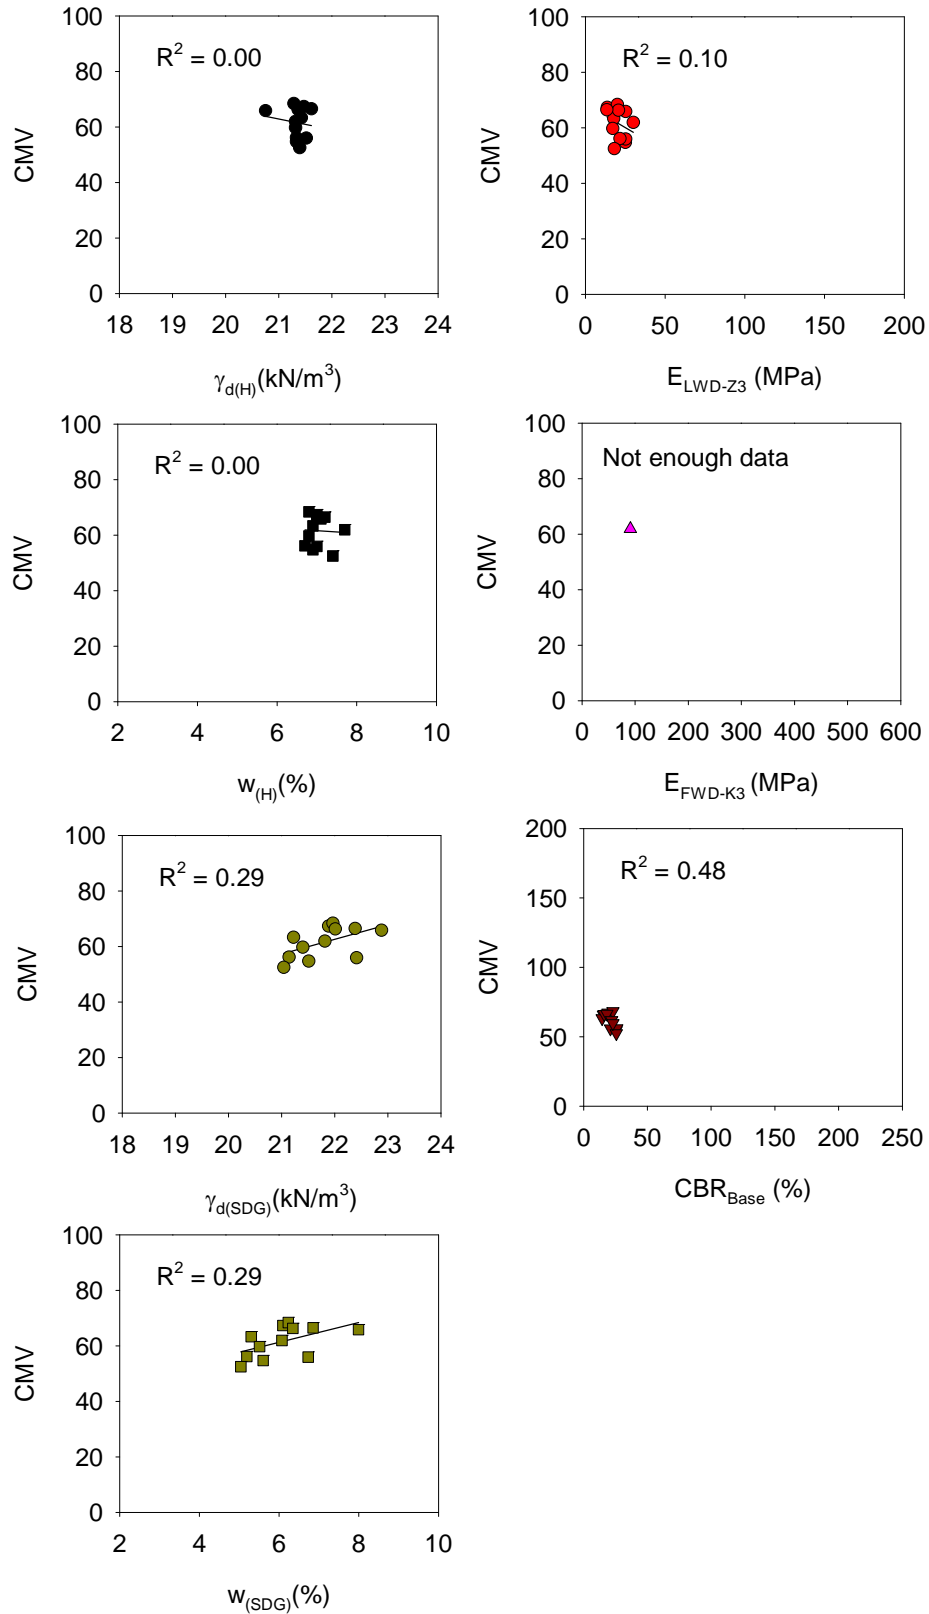 100
80
60
40
20
0
CMV
R² = 0.00
18 19 20 21 22 23 24
γd(H)(kN/m³)
100
80
60
40
20
0
CMV
R² = 0.10
0 50 100 150 200
ELWD-Z3 (MPa)
100
80
60
40
20
0
CMV
R² = 0.00
2 4 6 8 10
w(H)(%)
100
80
60
40
20
0
CMV
Not enough data
0 100 200 300 400 500 600
EFWD-K3 (MPa)
100
80
60
40
20
0
CMV
R² = 0.29
18 19 20 21 22 23 24
γd(SDG)(kN/m³)
200
150
100
50
0
CMV
R² = 0.48
0 50 100 150 200 250
CBRBase (%)
100
80
60
40
20
0
CMV
R² = 0.29
2 4 6 8 10
w(SDG)(%)